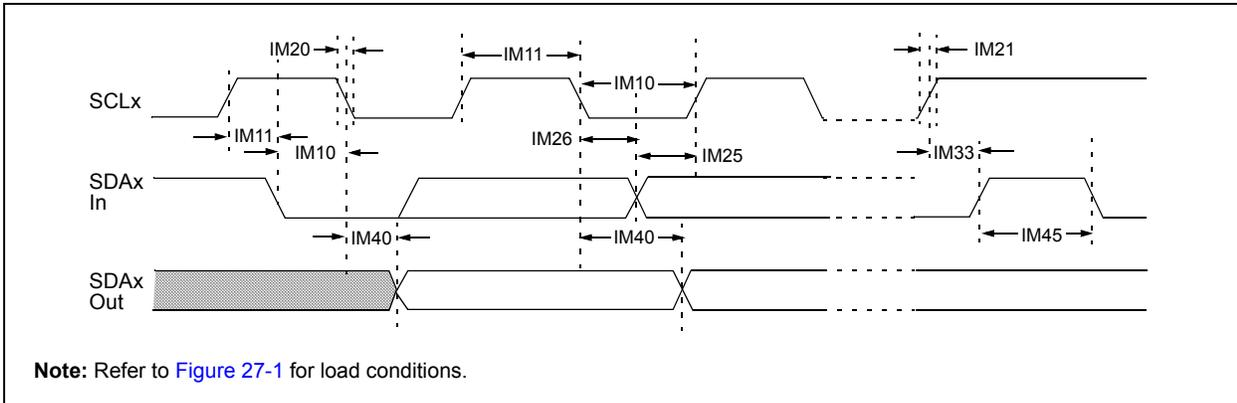 IM20
IM11
IM21
IM10
SCLx
IM11
IM10
IM26
IM25
IM33
SDAx
In
IM40
IM40
IM45
SDAx
Out
Note: Refer to Figure 27-1 for load conditions.